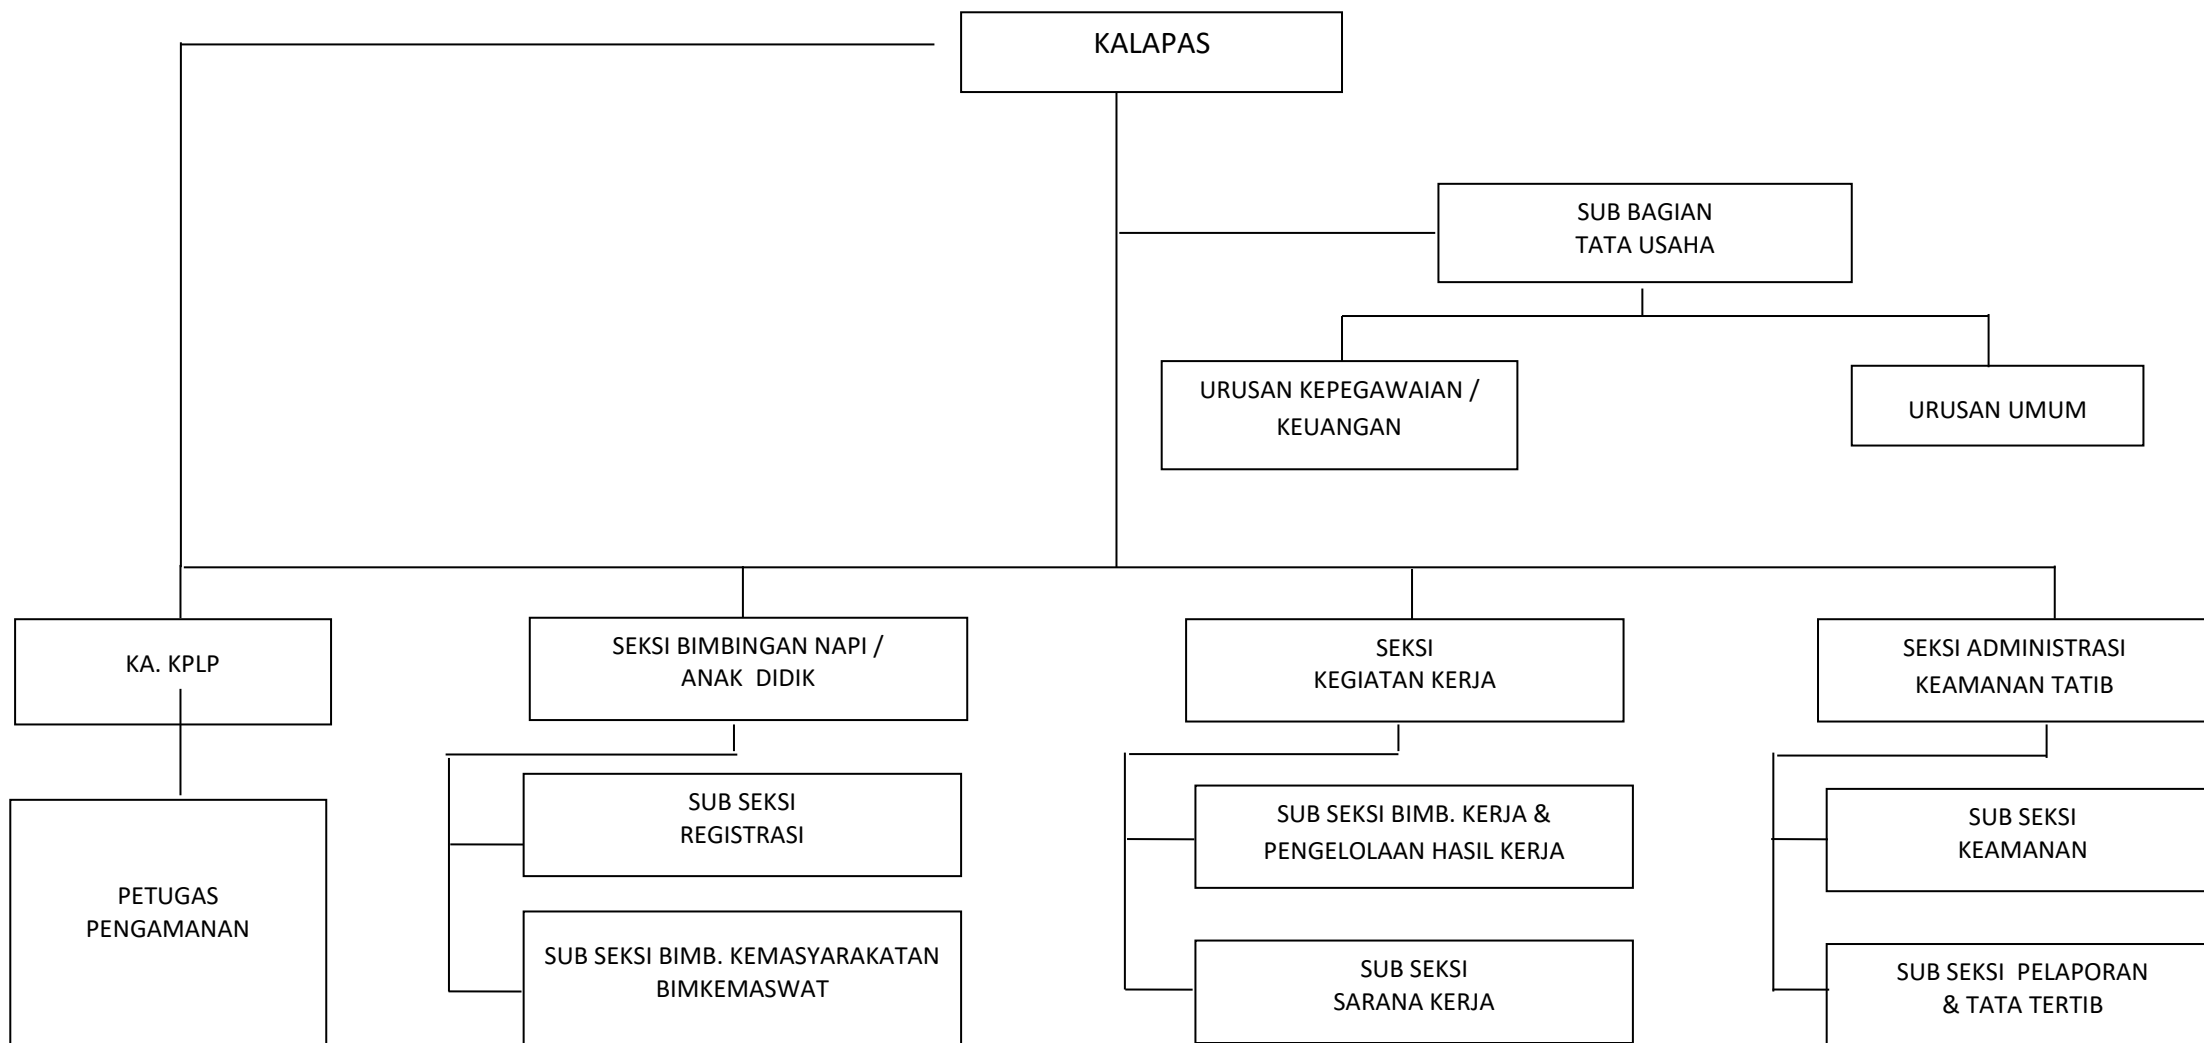 KALAPAS
SUB BAGIAN
TATA USAHA
URUSAN KEPEGAWAIAN /
KEUANGAN
URUSAN UMUM
KA. KPLP
SEKSI BIMBINGAN NAPI /
ANAK DIDIK
SEKSI
KEGIATAN KERJA
SEKSI ADMINISTRASI
KEAMANAN TATIB
PETUGAS
PENGAMANAN
SUB SEKSI
REGISTRASI
SUB SEKSI BIMB. KEMASYARAKATAN
BIMKEMASWAT
SUB SEKSI BIMB. KERJA &
PENGELOLAAN HASIL KERJA
SUB SEKSI
SARANA KERJA
SUB SEKSI
KEAMANAN
SUB SEKSI PELAPORAN
& TATA TERTIB